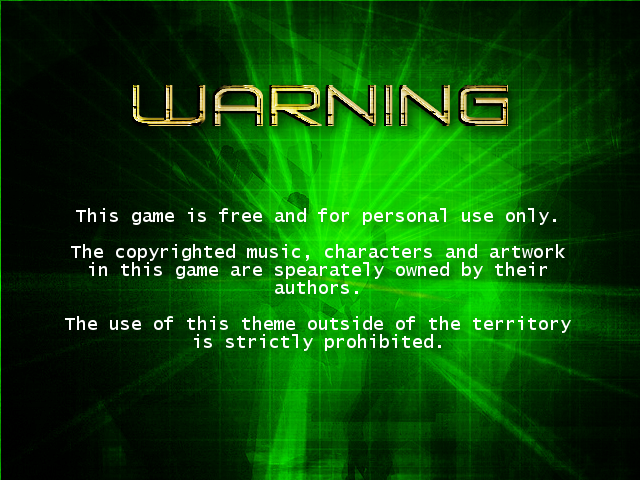 WARNING
This game is free and for personal use only.
The copyrighted music, characters and artwork
in this game are spearately owned by their
authors.
The use of this theme outside of the territory
is strictly prohibited.